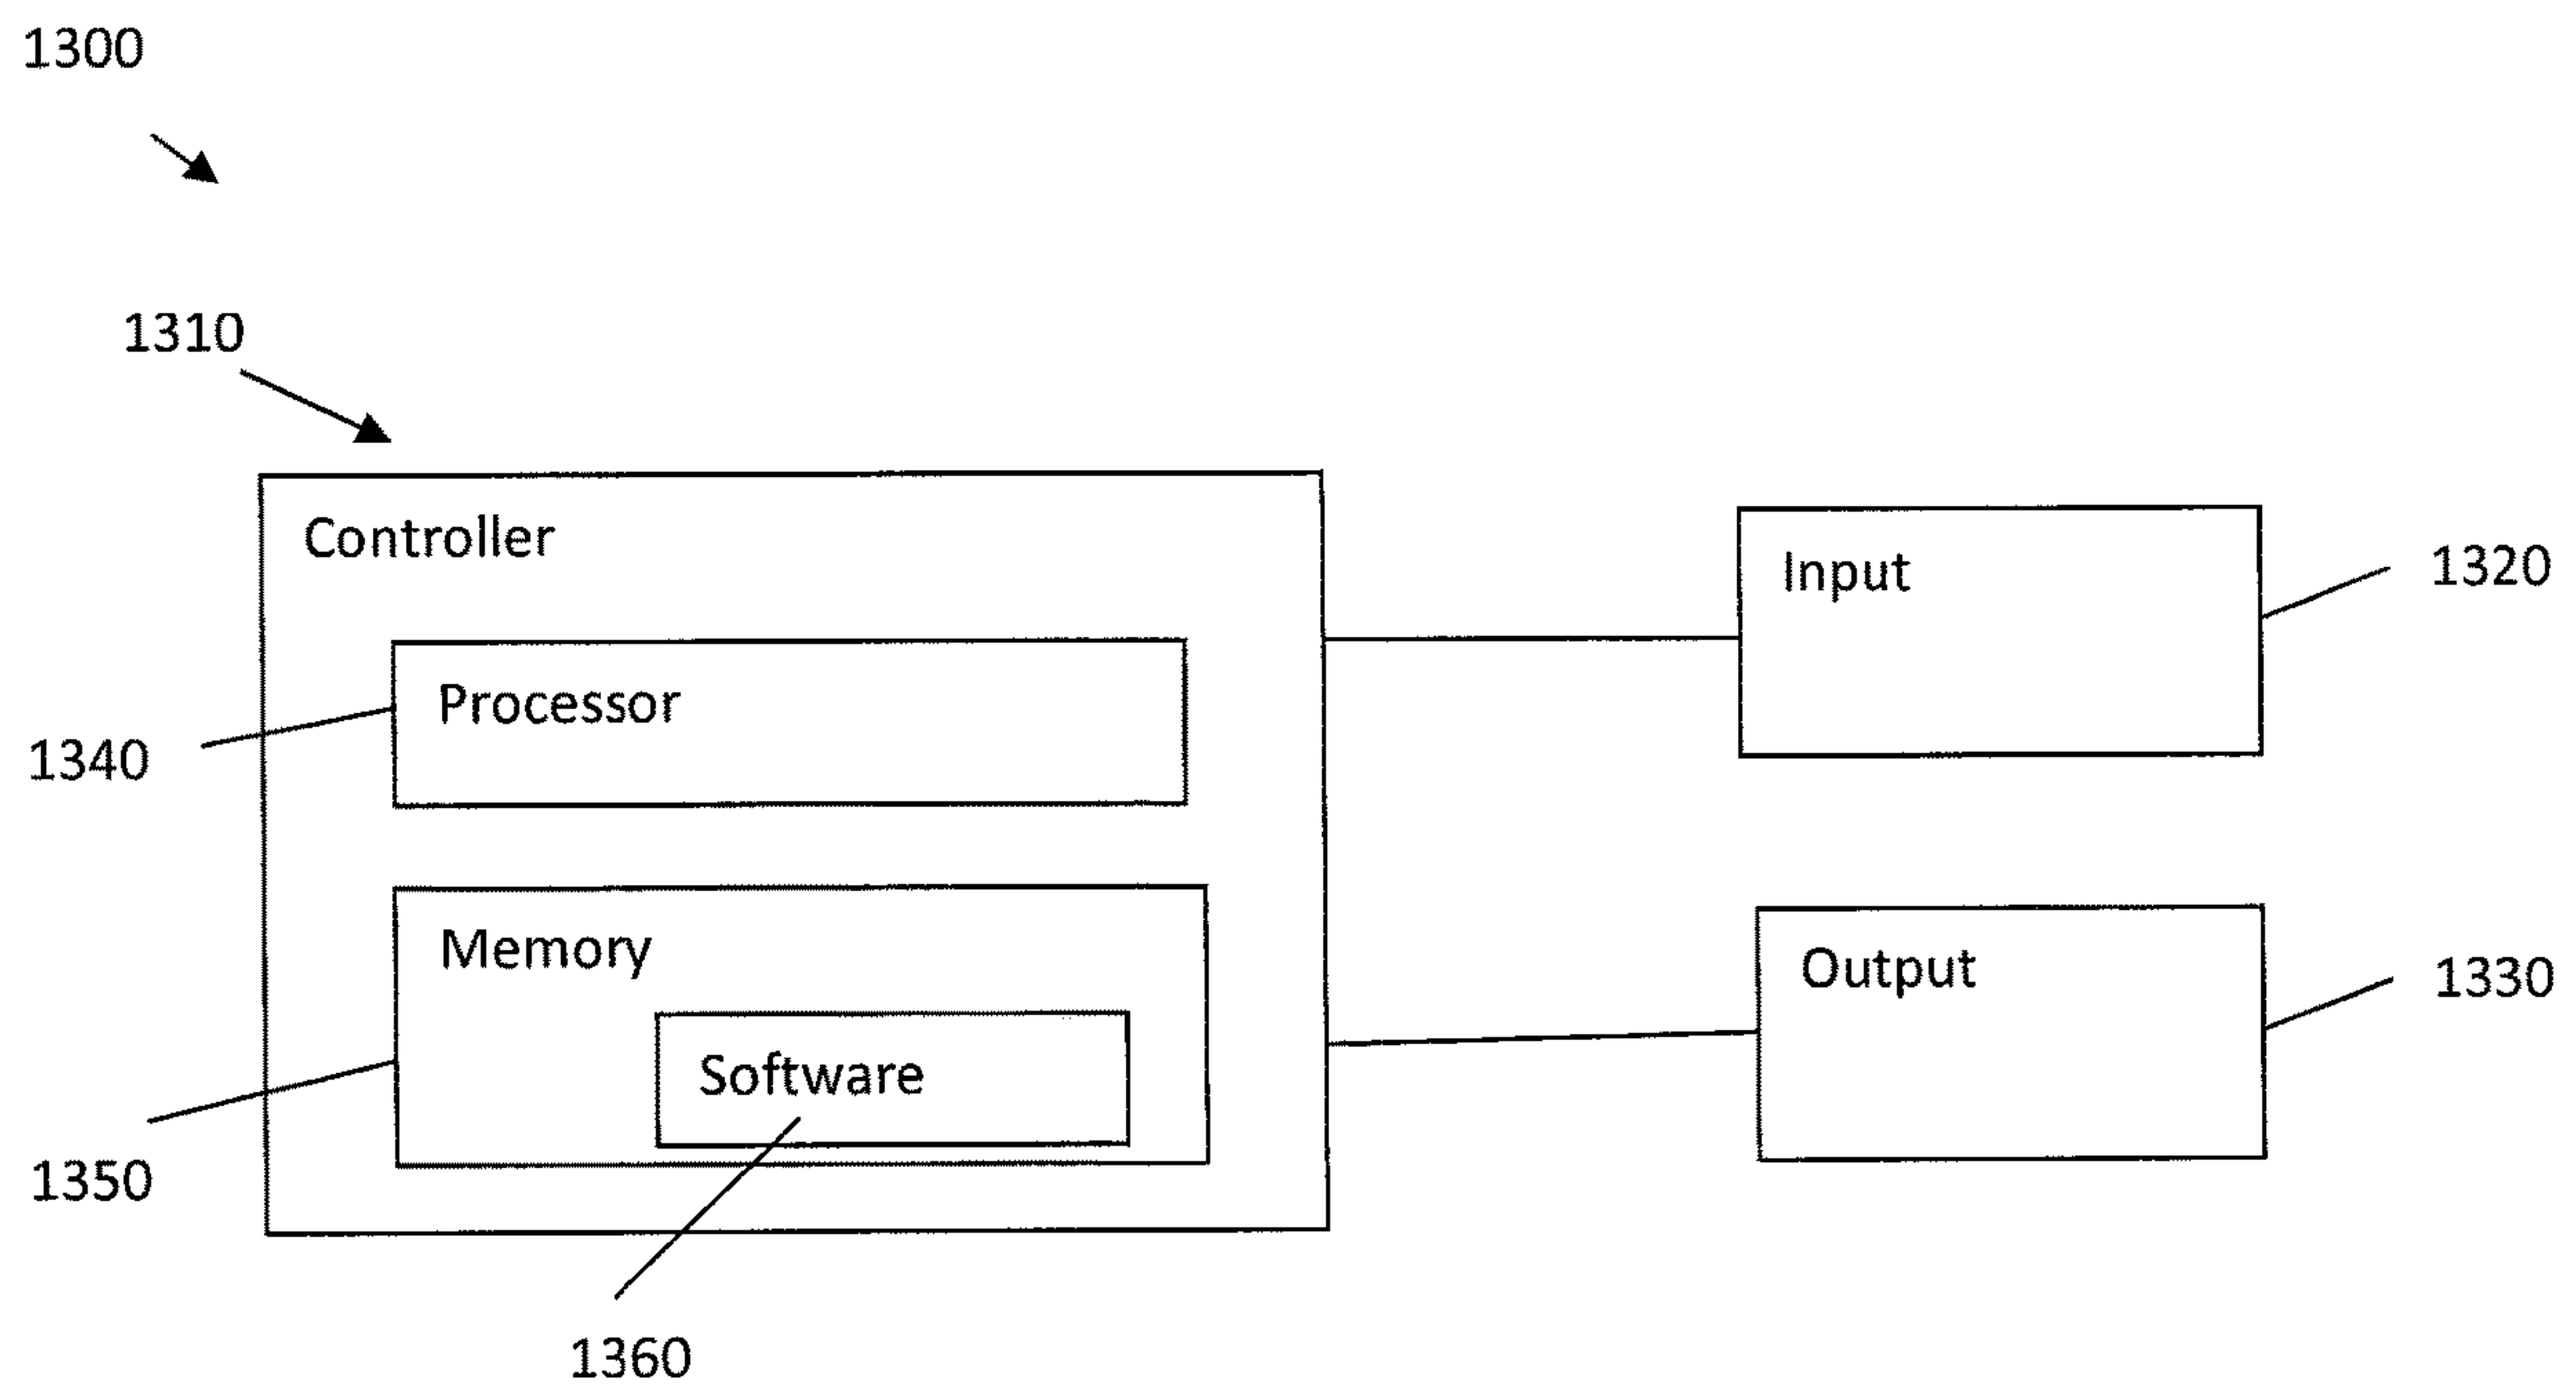 1300
1310
Controller
Input
1320
Processor
1340
Memory
Output
1330
Software
1350
1360